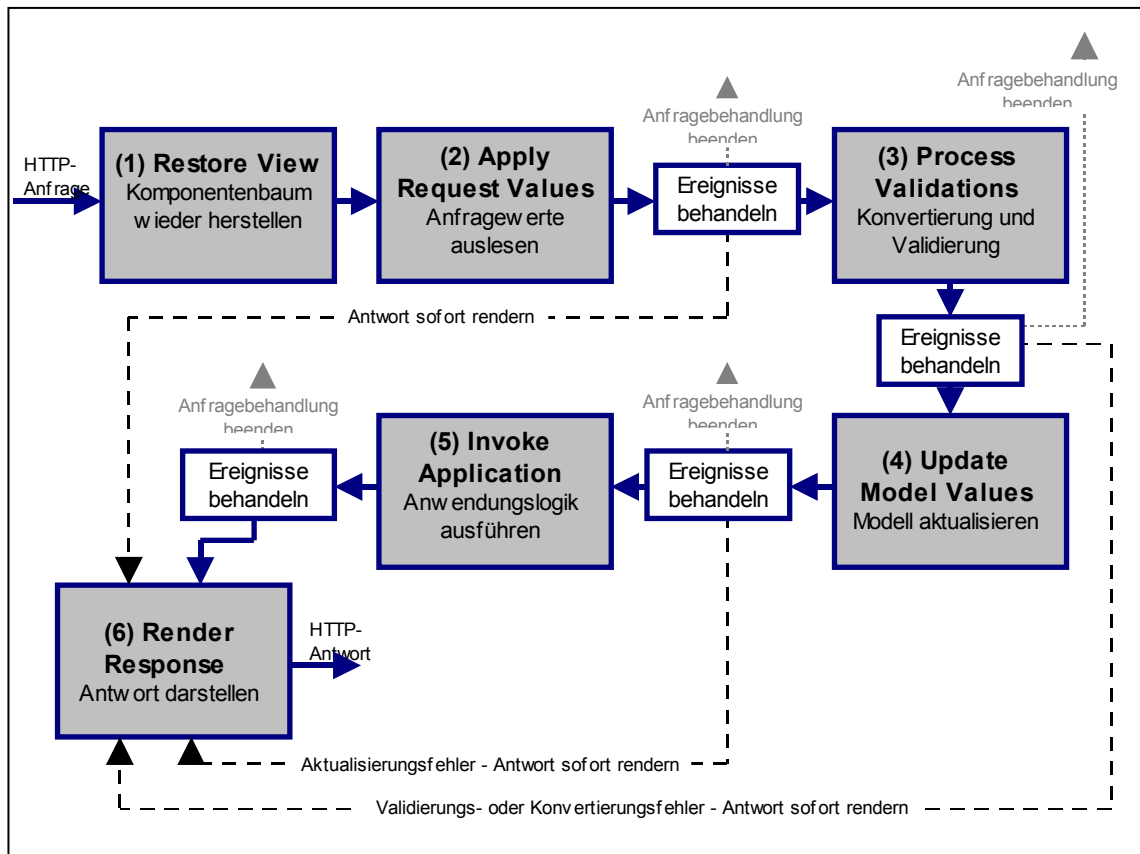 HTTP-
Anfrage
(1) Restore View
Komponentenbaum
wieder herstellen
(2) Apply
Request Values
Anfragewerte
auslesen
Anfragebehandlung
beenden
Ereignisse
behandeln
Anfragebehandlung
beenden
(3) Process
Validations
Konvertierung und
Validierung
Antwort sofort rendern
Ereignisse
behandeln
Anfragebehandlung
beenden
Ereignisse
behandeln
(5) Invoke
Application
Anwendungslogik
ausführen
Anfragebehandlung
beenden
Ereignisse
behandeln
(4) Update
Model Values
Modell aktualisieren
(6) Render
Response
Antwort darstellen
HTTP-
Antwort
Aktualisierungsfehler - Antwort sofort rendern
Validierungs- oder Konvertierungsfehler - Antwort sofort rendern